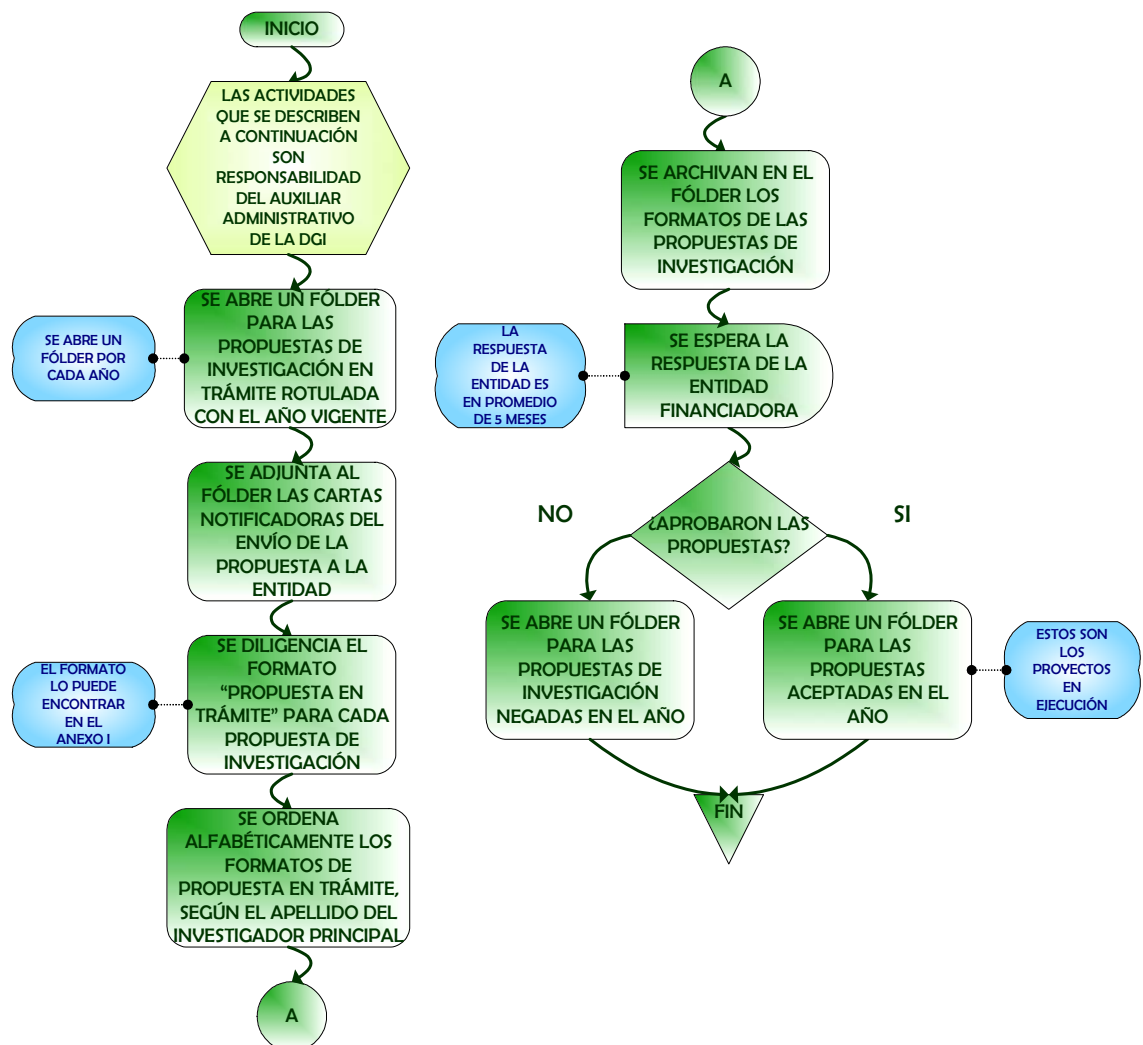 INICIO
LAS ACTIVIDADES
QUE SE DESCRIBEN
A CONTINUACIÓN
SON
RESPONSABILIDAD
DEL AUXILIAR
ADMINISTRATIVO
DE LA DGI
SE ABRE UN FÓLDER
PARA LAS
PROPUESTAS DE
INVESTIGACIÓN EN
TRÁMITE ROTULADA
CON EL AÑO VIGENTE
SE ABRE UN
FÓLDER POR
CADA AÑO
SE ADJUNTA AL
FÓLDER LAS CARTAS
NOTIFICADORAS DEL
ENVÍO DE LA
PROPUESTA A LA
ENTIDAD
SE DILIGENCIA EL
FORMATO
“PROPUESTA EN
TRÁMITE” PARA CADA
PROPUESTA DE
INVESTIGACIÓN
EL FORMATO
LO PUEDE
ENCONTRAR
EN EL
ANEXO I
SE ORDENA
ALFABÉTICAMENTE LOS
FORMATOS DE
PROPUESTA EN TRÁMITE,
SEGÚN EL APELLIDO DEL
INVESTIGADOR PRINCIPAL
A
A
SE ARCHIVAN EN EL
FÓLDER LOS
FORMATOS DE LAS
PROPUESTAS DE
INVESTIGACIÓN
SE ESPERA LA
RESPUESTA DE LA
ENTIDAD
FINANCIADORA
LA
RESPUESTA
DE LA
ENTIDAD ES
EN PROMEDIO
DE 5 MESES
¿APROBARON LAS
PROPUESTAS?
NO
SI
SE ABRE UN FÓLDER
PARA LAS
PROPUESTAS DE
INVESTIGACIÓN
NEGADAS EN EL AÑO
SE ABRE UN FÓLDER
PARA LAS
PROPUESTAS
ACEPTADAS EN EL
AÑO
ESTOS SON
LOS
PROYECTOS
EN
EJECUCIÓN
FIN